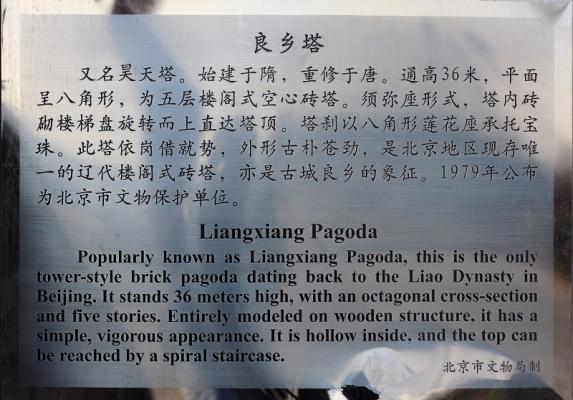 良乡塔
又名昊天塔。始建于隋，重修于唐。通高36米，平面
呈八角形，为五层楼阁式空心砖塔。须弥座形式，塔内砖
砌楼梯盘旋转而上直达塔顶。塔刹以八角形莲花座承托宝
珠。此塔依岗借就势，外形古朴苍劲，是北京地区现存唯
一的辽代楼阁式砖塔，亦是古城良乡的象征。1979年公布
为北京市文物保护单位。
Liangxiang Pagoda
Popularly known as Liangxiang Pagoda, this is the only
tower-style brick pagoda dating back to the Liao Dynasty in
Beijing. It stands 36 meters high, with an octagonal cross-section
and five stories. Entirely modeled on wooden structure, it has a
simple, vigorous appearance. It is hollow inside, and the top can
be reached by a spiral staircase.
北京市文物局制